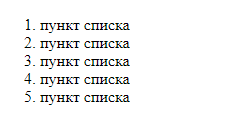 1. пункт списка
2. пункт списка
3. пункт списка
4. пункт списка
5. пункт списка